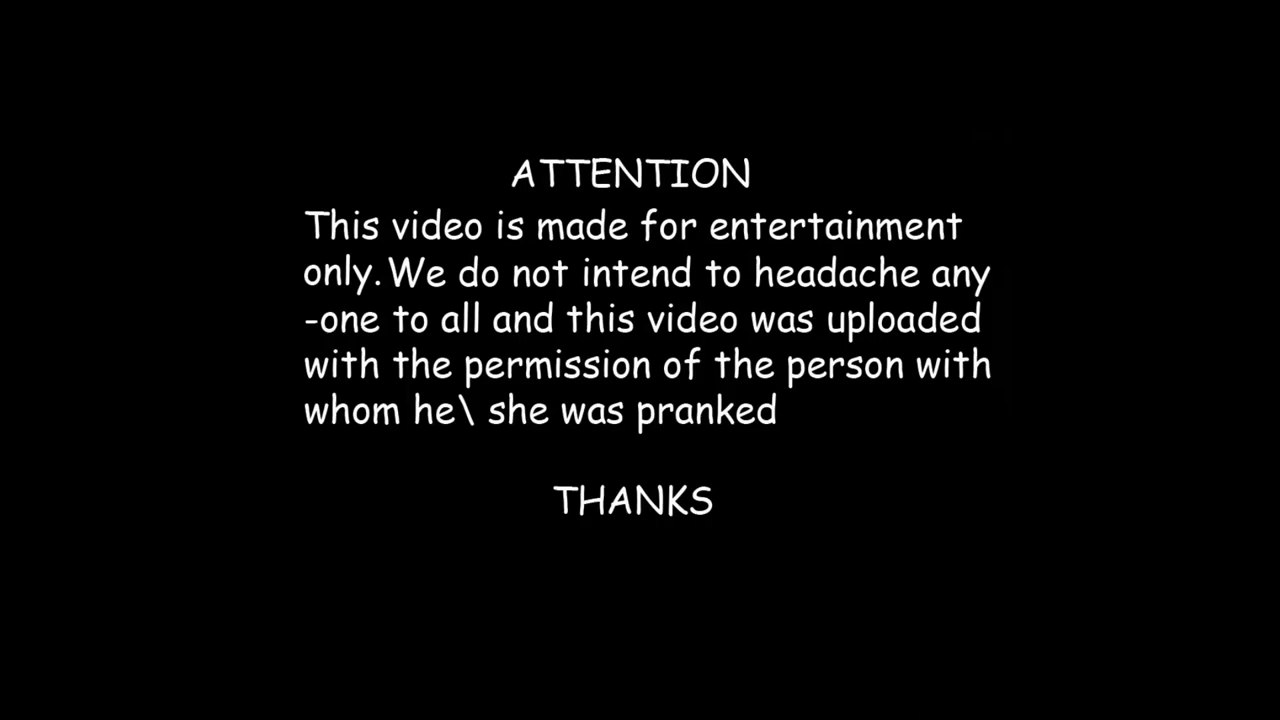 ATTENTION
This video is made for entertainment
only. We do not intend to headache any
-one to all and this video was uploaded
with the permission of the person with
whom he\ she was pranked
THANKS